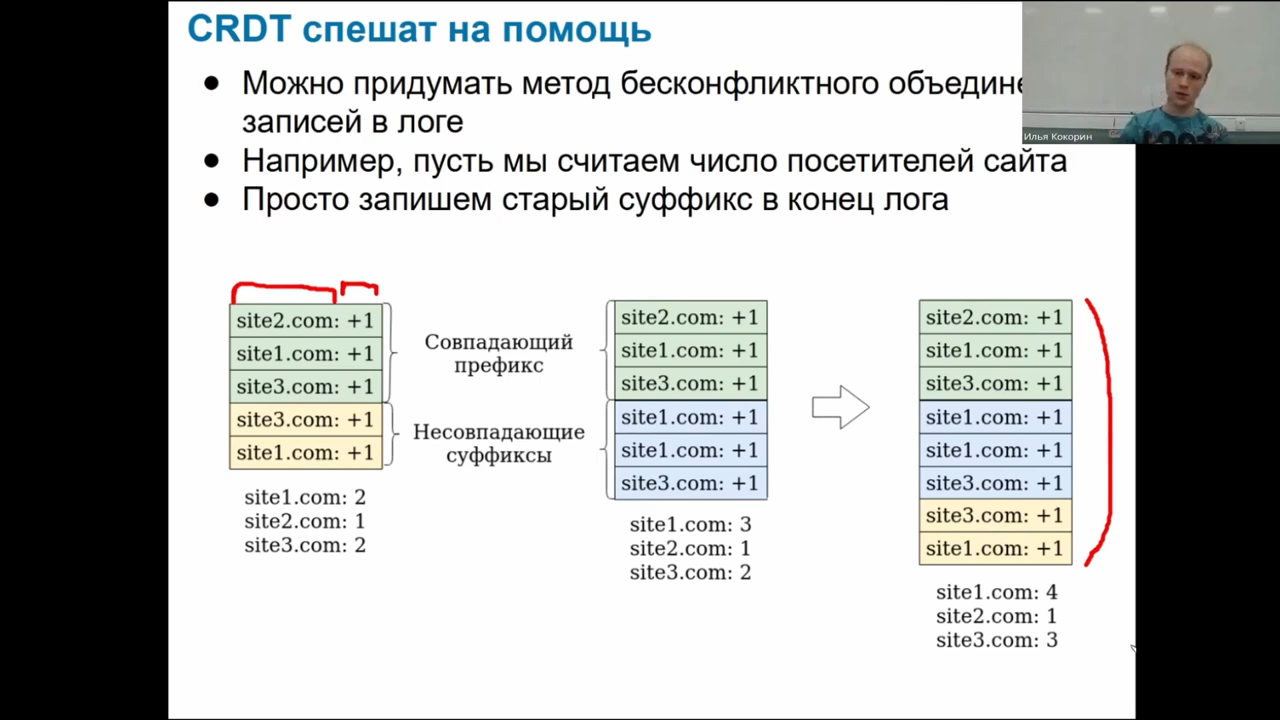 CRDT спешат на помощь
● Можно придумать метод бесконфликтного
записей в логе
● Например, пусть мы считаем число посетителей сайта
● Просто запишем старый суффикс в конец лога
Илья Кокорин
site2.com: +1
site1.com: +1
site3.com: +1
site3.com: +1
site1.com: +1
site1.com: 2
site2.com: 1
site3.com: 2
Совпадающий
префикс
Несовпадающие
суффиксы
site2.com: +1
site1.com: +1
site3.com: +1
site1.com: +1
site1.com: +1
site3.com: +1
site1.com: 3
site2.com: 1
site3.com: 2
site2.com: +1
site1.com: +1
site3.com: +1
site1.com: +1
site1.com: +1
site3.com: +1
site3.com: +1
site1.com: +1
site1.com: 4
site2.com: 1
site3.com: 3